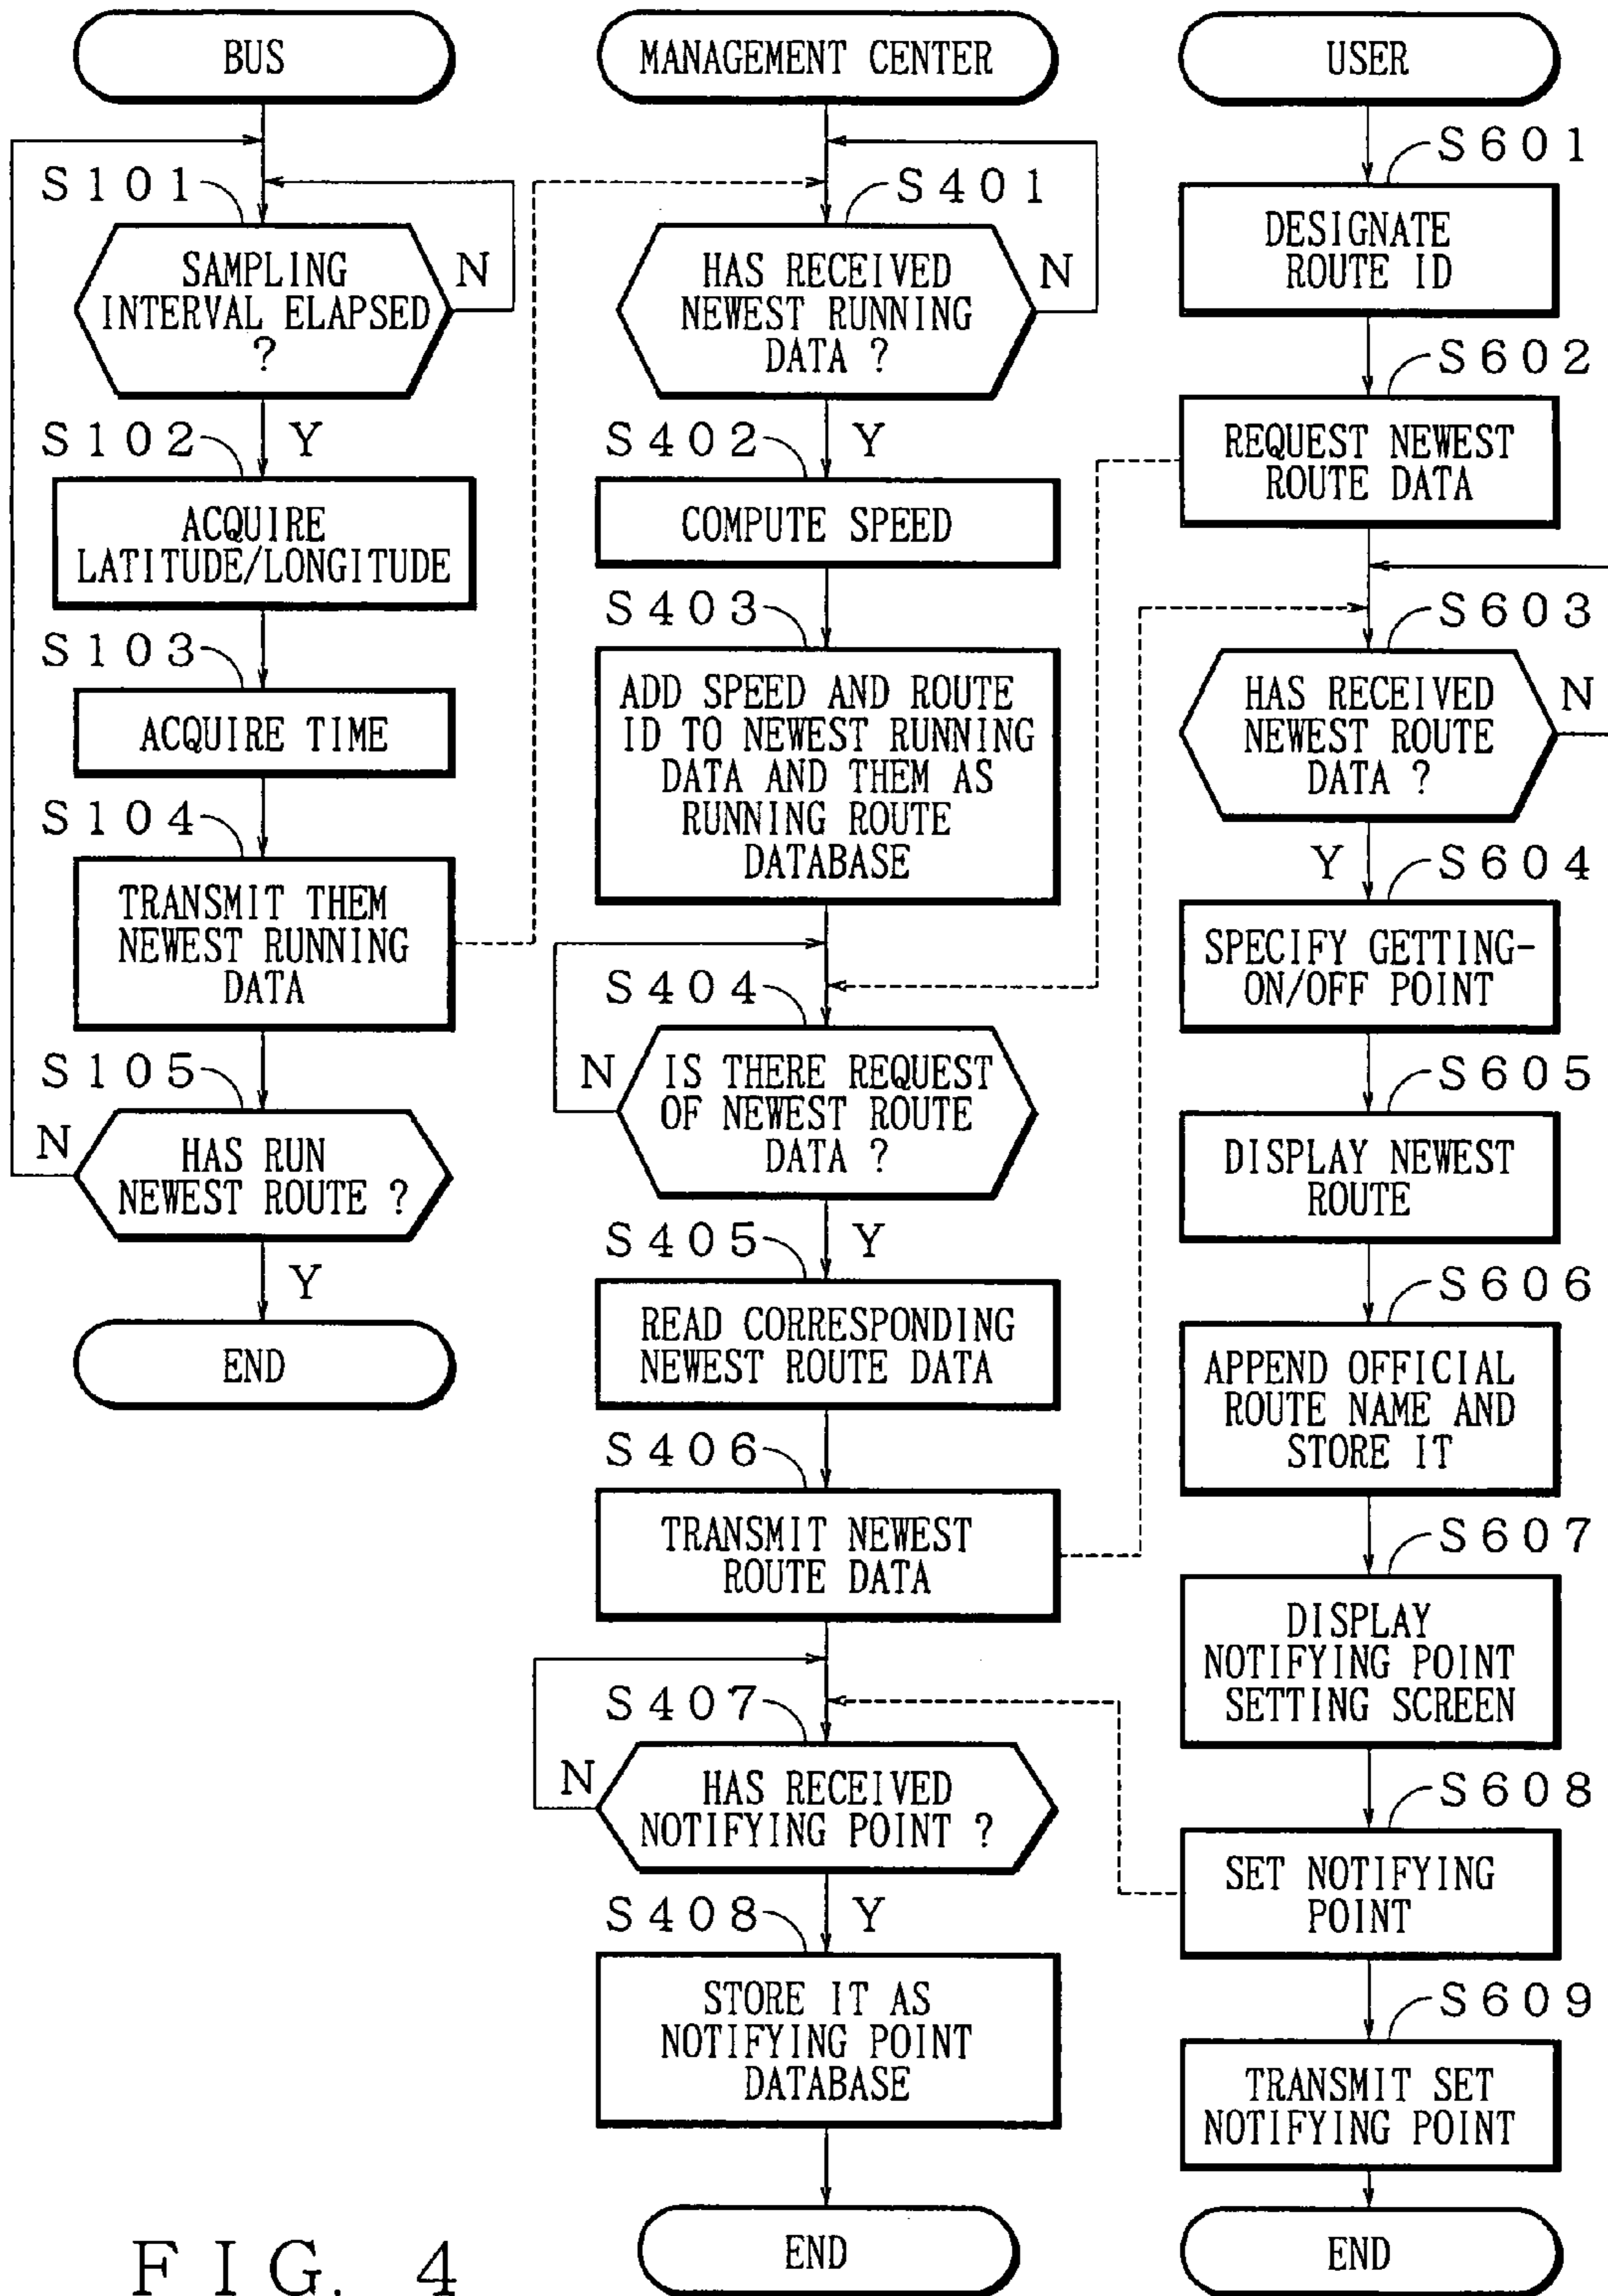 BUS
S101
SAMPLING
INTERVAL ELAPSED
?
N
Y
S102
ACQUIRE
LATITUDE/LONGITUDE
S103
ACQUIRE TIME
S104
TRANSMIT THEM
NEWEST RUNNING
DATA
S105
N
HAS RUN
NEWEST ROUTE ?
Y
END
MANAGEMENT CENTER
S401
HAS RECEIVED
NEWEST RUNNING
DATA ?
N
S402
Y
COMPUTE SPEED
S403
ADD SPEED AND ROUTE
ID TO NEWEST RUNNING
DATA AND THEM AS
RUNNING ROUTE
DATABASE
S404
N
IS THERE REQUEST
OF NEWEST ROUTE
DATA ?
S405
Y
READ CORRESPONDING
NEWEST ROUTE DATA
S406
TRANSMIT NEWEST
ROUTE DATA
S407
N
HAS RECEIVED
NOTIFYING POINT ?
S408
Y
STORE IT AS
NOTIFYING POINT
DATABASE
END
USER
S601
DESIGNATE
ROUTE ID
S602
REQUEST NEWEST
ROUTE DATA
S603
HAS RECEIVED
NEWEST ROUTE
DATA ?
N
Y
S604
SPECIFY GETTING-
ON/OFF POINT
S605
DISPLAY NEWEST
ROUTE
S606
APPEND OFFICIAL
ROUTE NAME AND
STORE IT
S607
DISPLAY
NOTIFYING POINT
SETTING SCREEN
S608
SET NOTIFYING
POINT
S609
TRANSMIT SET
NOTIFYING POINT
END
FIG. 4